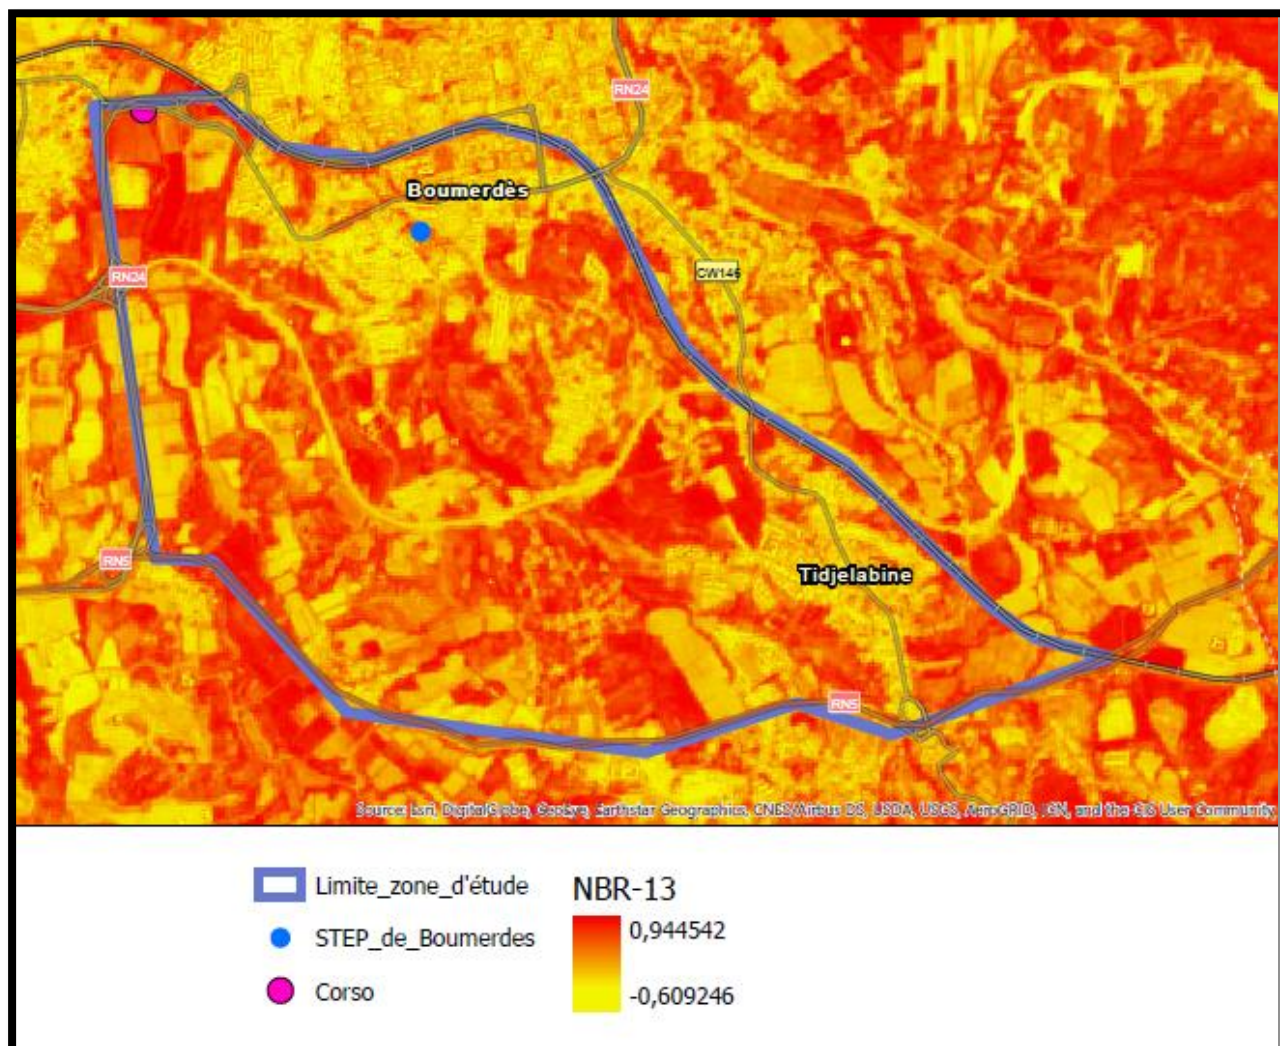 RN24
Boumerdès
CW146
RN24
RN5
Tidjelabine
RN5
Source: Esri, DigitalGlobe, GeoEye, Earthstar Geographics, CNES/Airbus DS, USDA, USGS, AeroGRID, IGN, and the GIS User Community
Limite_zone_d'étude
STEP_de_Boumerdes
Corso
NBR-13
0,944542
-0,609246